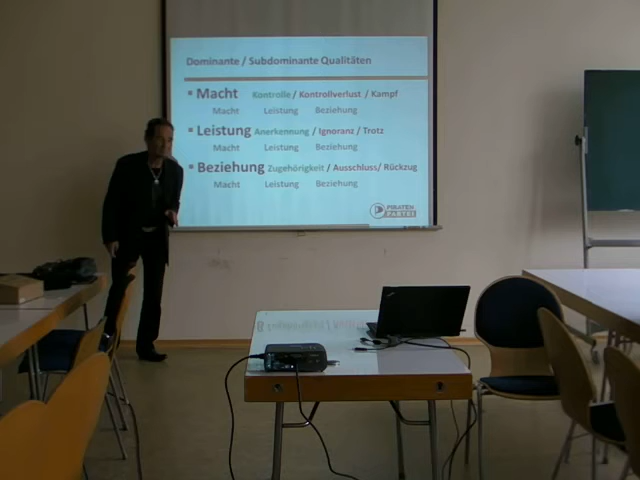 Dominante / Subdominante Qualitäten
▪ Macht Kontrolle / Kontrollverlust / Kampf
Macht Leistung Beziehung
▪ Leistung Anerkennung / Ignoranz / Trotz
Macht Leistung Beziehung
▪ Beziehung Zugehörigkeit / Ausschluss/ Rückzug
Macht Leistung Beziehung
PIRATEN
PARTEI